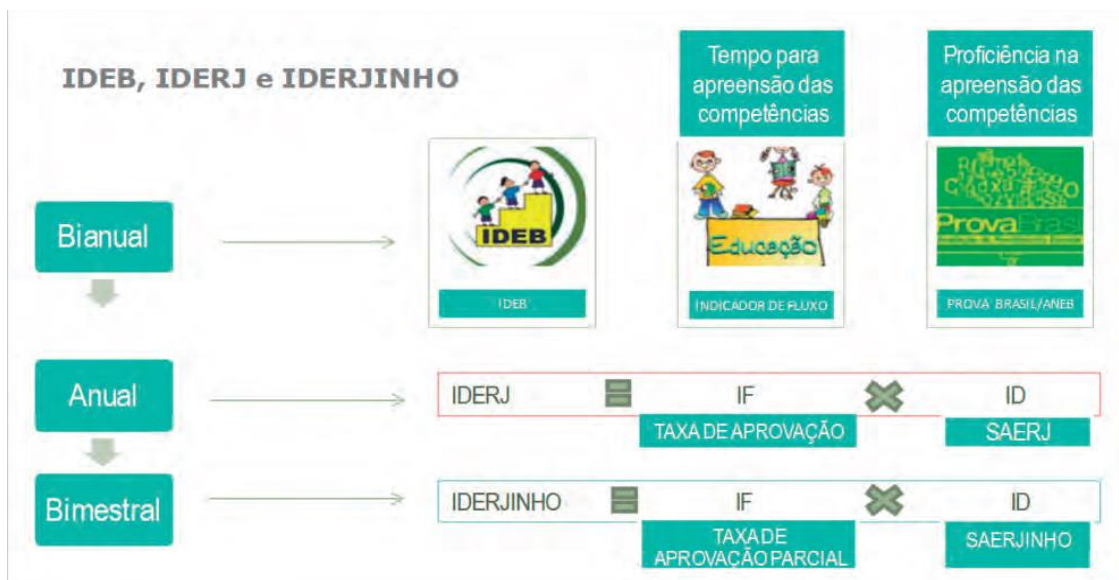 IDEB, IDERJ e IDERJINHO
Tempo para
apreensão das
competências
Proficiência na
apreensão das
competências
Bianual
IDEB
Educação
Prova Brasil
IDEB
INDICADOR DE FLUXO
PROVA BRASIL/ANEB
Anual
IDERJ = IF × ID
TAXA DE APROVAÇÃO
SAERJ
Bimestral
IDERJINHO = IF × ID
TAXA DE
APROVAÇÃO PARCIAL
SAERJINHO